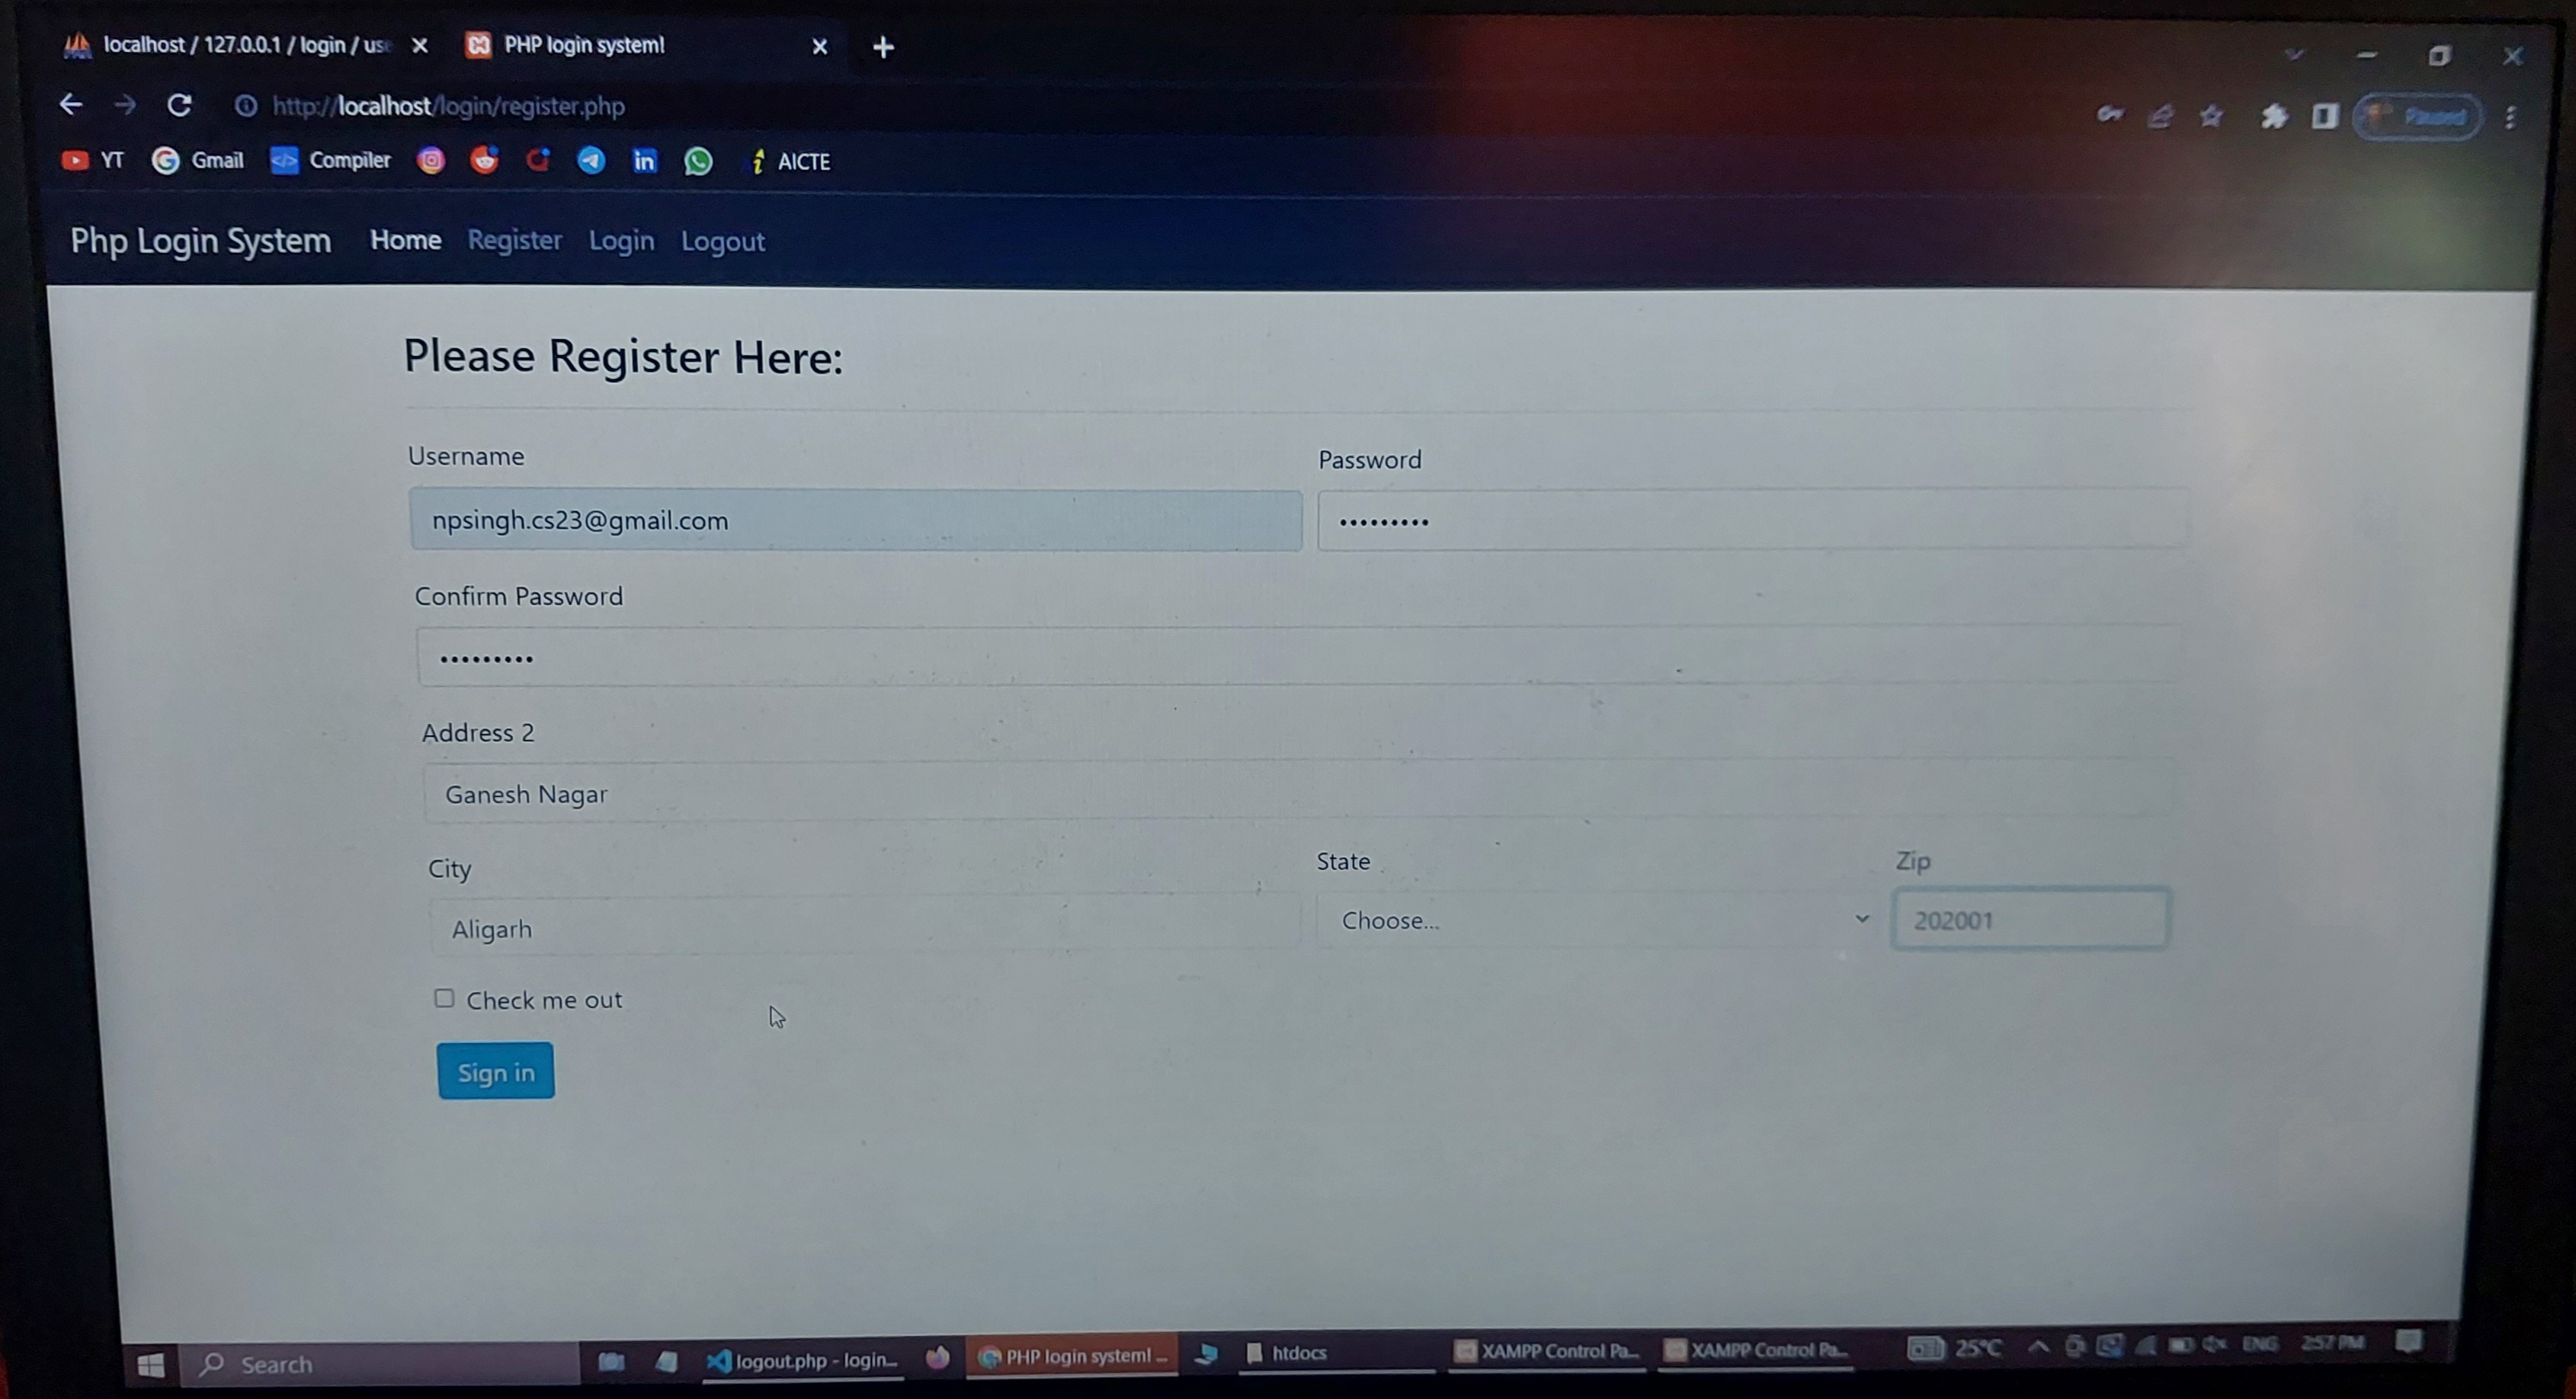 localhost / 127.0.0.1 / login / use
PHP login system!
http://localhost/login/register.php
Paused
YT Gmail Compiler in AICTE
Php Login System Home Register Login Logout
Please Register Here:
Username Password
npsingh.cs23@gmail.com •••••••••
Confirm Password
•••••••••
Address 2
Ganesh Nagar
City State Zip
Aligarh Choose... 202001
Check me out
Sign in
Search logout.php - login... PHP login system! ... htdocs XAMPP Control Pa... XAMPP Control Pa... 25°C ENG 2:57 PM